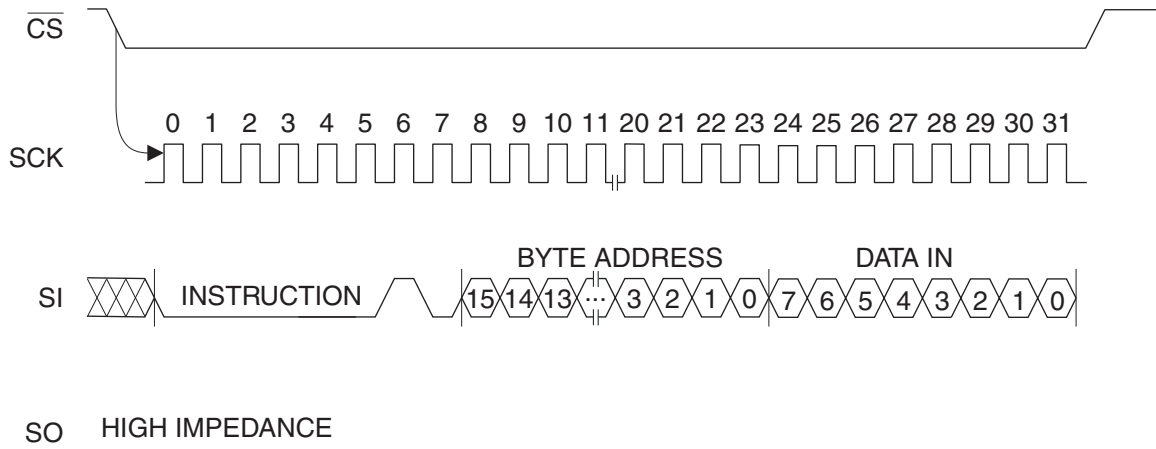 CS
0 1 2 3 4 5 6 7 8 9 10 11 20 21 22 23 24 25 26 27 28 29 30 31
SCK
BYTE ADDRESS DATA IN
SI INSTRUCTION 15 14 13 ... 3 2 1 0 7 6 5 4 3 2 1 0
SO HIGH IMPEDANCE